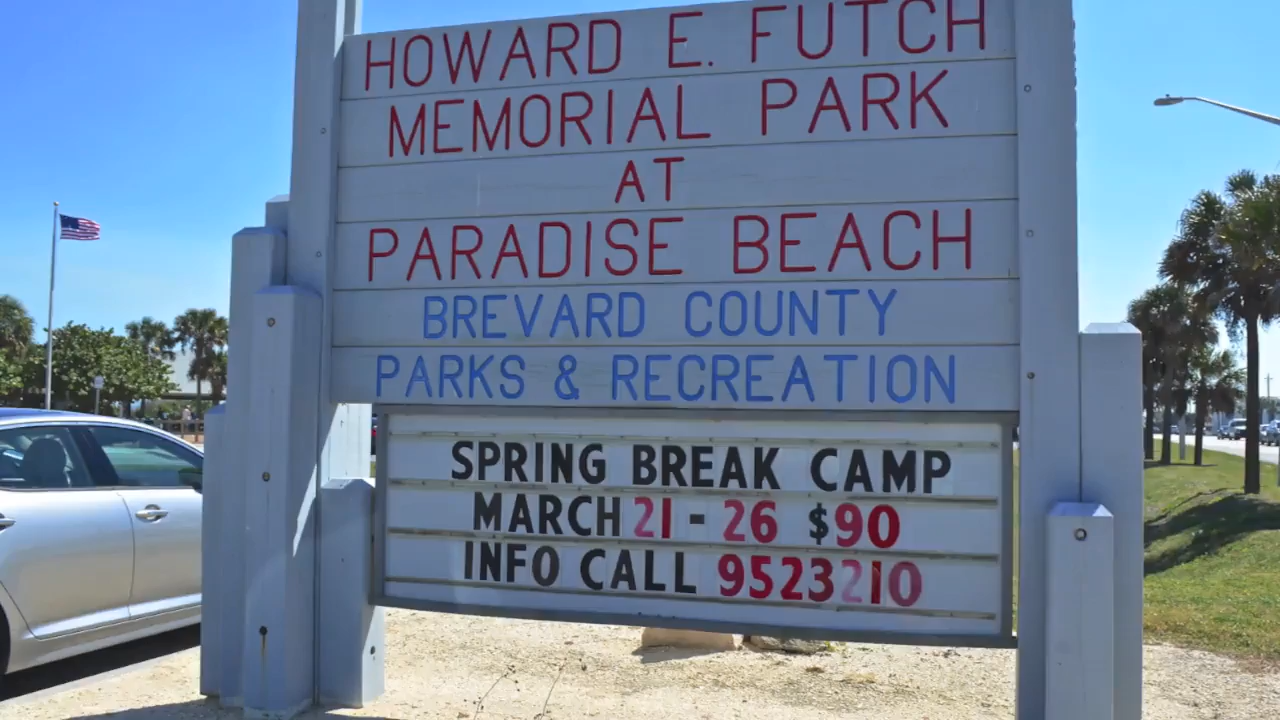 HOWARD E. FUTCH
MEMORIAL PARK
AT
PARADISE BEACH
BREVARD COUNTY
PARKS & RECREATION
SPRING BREAK CAMP
MARCH 21 - 26 $90
INFO CALL 9523210